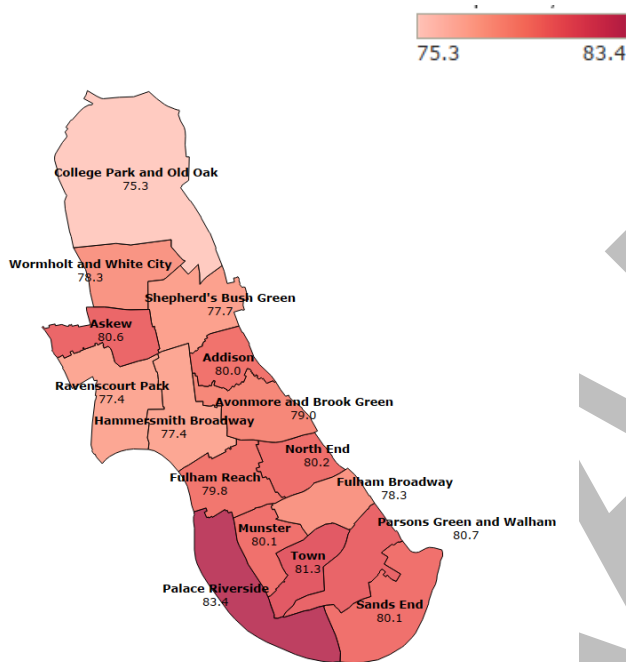 75.3
83.4
College Park and Old Oak
75.3
Wormholt and White City
78.3
Shepherd's Bush Green
77.7
Askew
80.6
Addison
80.0
Ravenscourt Park
77.4
Avonmore and Brook Green
79.0
Hammersmith Broadway
77.4
North End
80.2
Fulham Reach
79.8
Fulham Broadway
78.3
Munster
80.1
Parsons Green and Walham
80.7
Town
81.3
Palace Riverside
83.4
Sands End
80.1